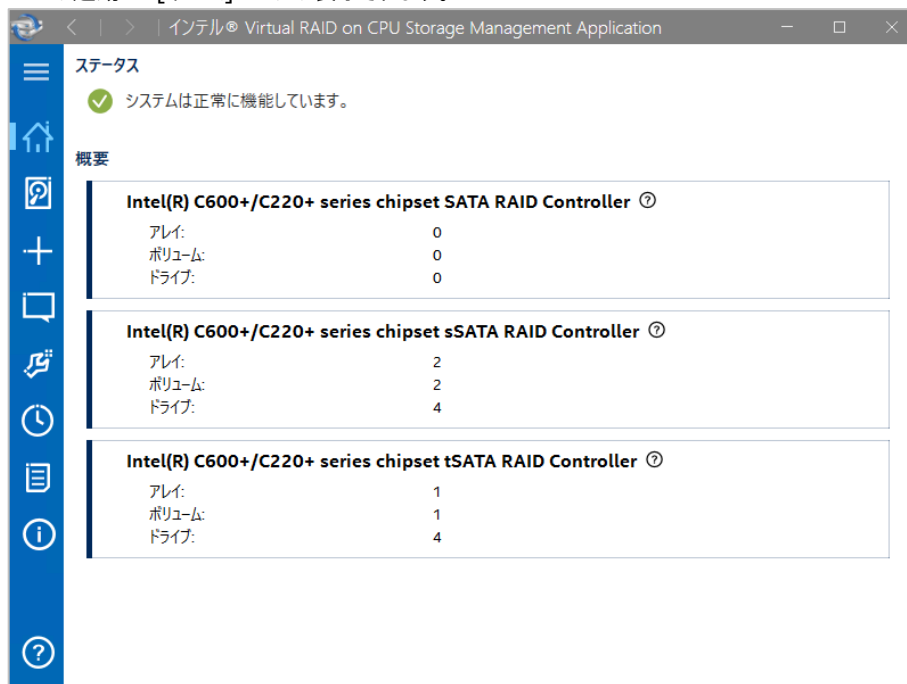 インテル® Virtual RAID on CPU Storage Management Application
ステータス
システムは正常に機能しています。
概要
Intel(R) C600+/C220+ series chipset SATA RAID Controller
アレイ: 0
ボリューム: 0
ドライブ: 0
Intel(R) C600+/C220+ series chipset sSATA RAID Controller
アレイ: 2
ボリューム: 2
ドライブ: 4
Intel(R) C600+/C220+ series chipset tSATA RAID Controller
アレイ: 1
ボリューム: 1
ドライブ: 4